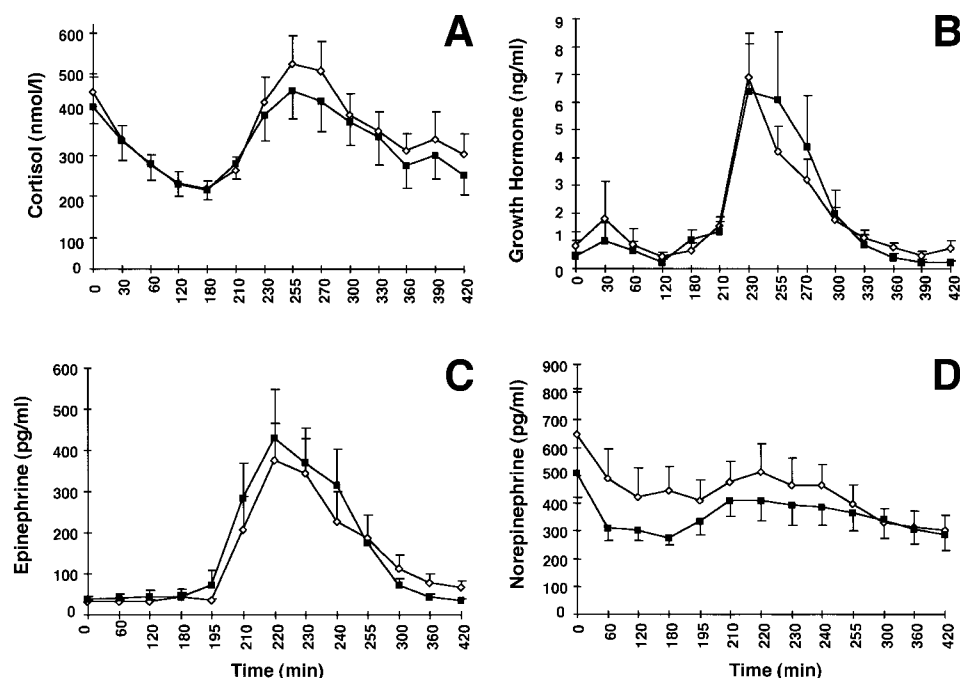 A
Cortisol (nmol/l)
600
500
400
300
200
100
0
0 30 60 120 180 210 230 255 270 300 330 360 390 420
B
Growth Hormone (ng/ml)
9
8
7
6
5
4
3
2
1
0
0 30 60 120 180 210 230 255 270 300 330 360 390 420
C
Epinephrine (pg/ml)
600
500
400
300
200
100
0
0 60 120 180 195 210 220 230 240 255 300 360 420
Time (min)
D
Norepinephrine (pg/ml)
900
800
700
600
500
400
300
200
100
0
0 60 120 180 195 210 220 230 240 255 300 360 420
Time (min)